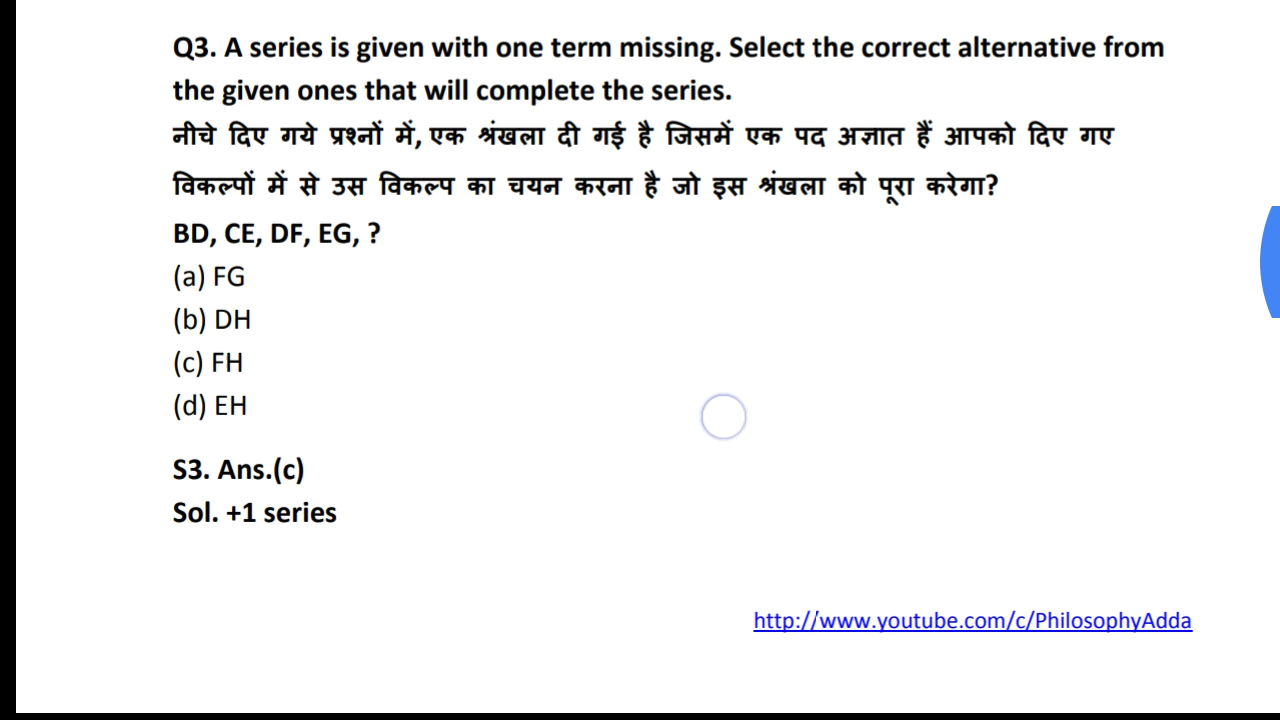 Q3. A series is given with one term missing. Select the correct alternative from
the given ones that will complete the series.
नीचे दिए गये प्रश्नों में, एक श्रंखला दी गई है जिसमें एक पद अज्ञात हैं आपको दिए गए
विकल्पों में से उस विकल्प का चयन करना है जो इस श्रंखला को पूरा करेगा?
BD, CE, DF, EG, ?
(a) FG
(b) DH
(c) FH
(d) EH
S3. Ans.(c)
Sol. +1 series
http://www.youtube.com/c/PhilosophyAdda